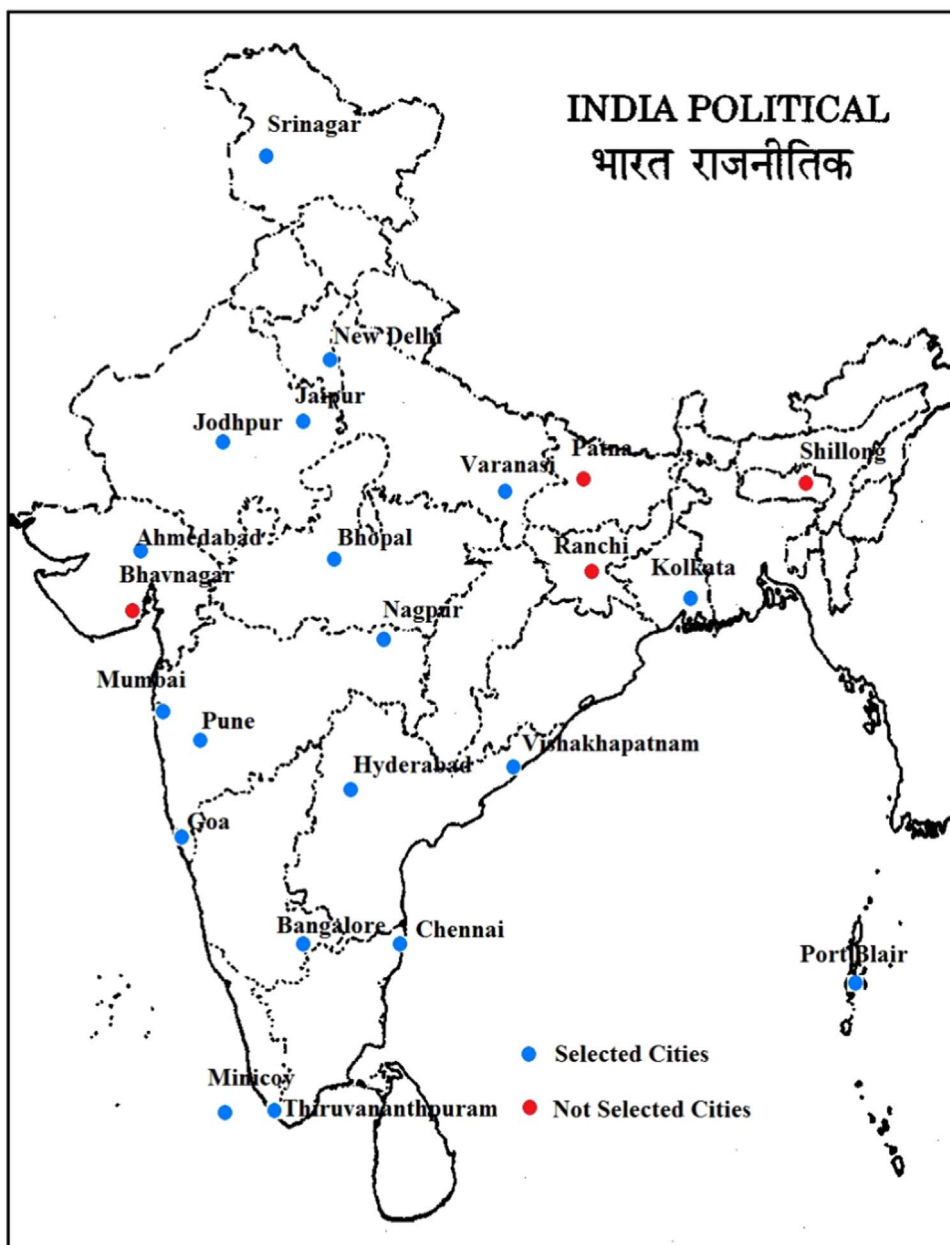 INDIA POLITICAL
भारत राजनीतिक
Srinagar
New Delhi
Jaipur
Jodhpur
Varanasi
Patna
Shillong
Ahmedabad
Bhopal
Ranchi
Kolkata
Bhavnagar
Nagpur
Mumbai
Pune
Vishakhapatnam
Hyderabad
Goa
Bangalore
Chennai
Port Blair
Selected Cities
Minicoy
Thiruvananthpuram
Not Selected Cities